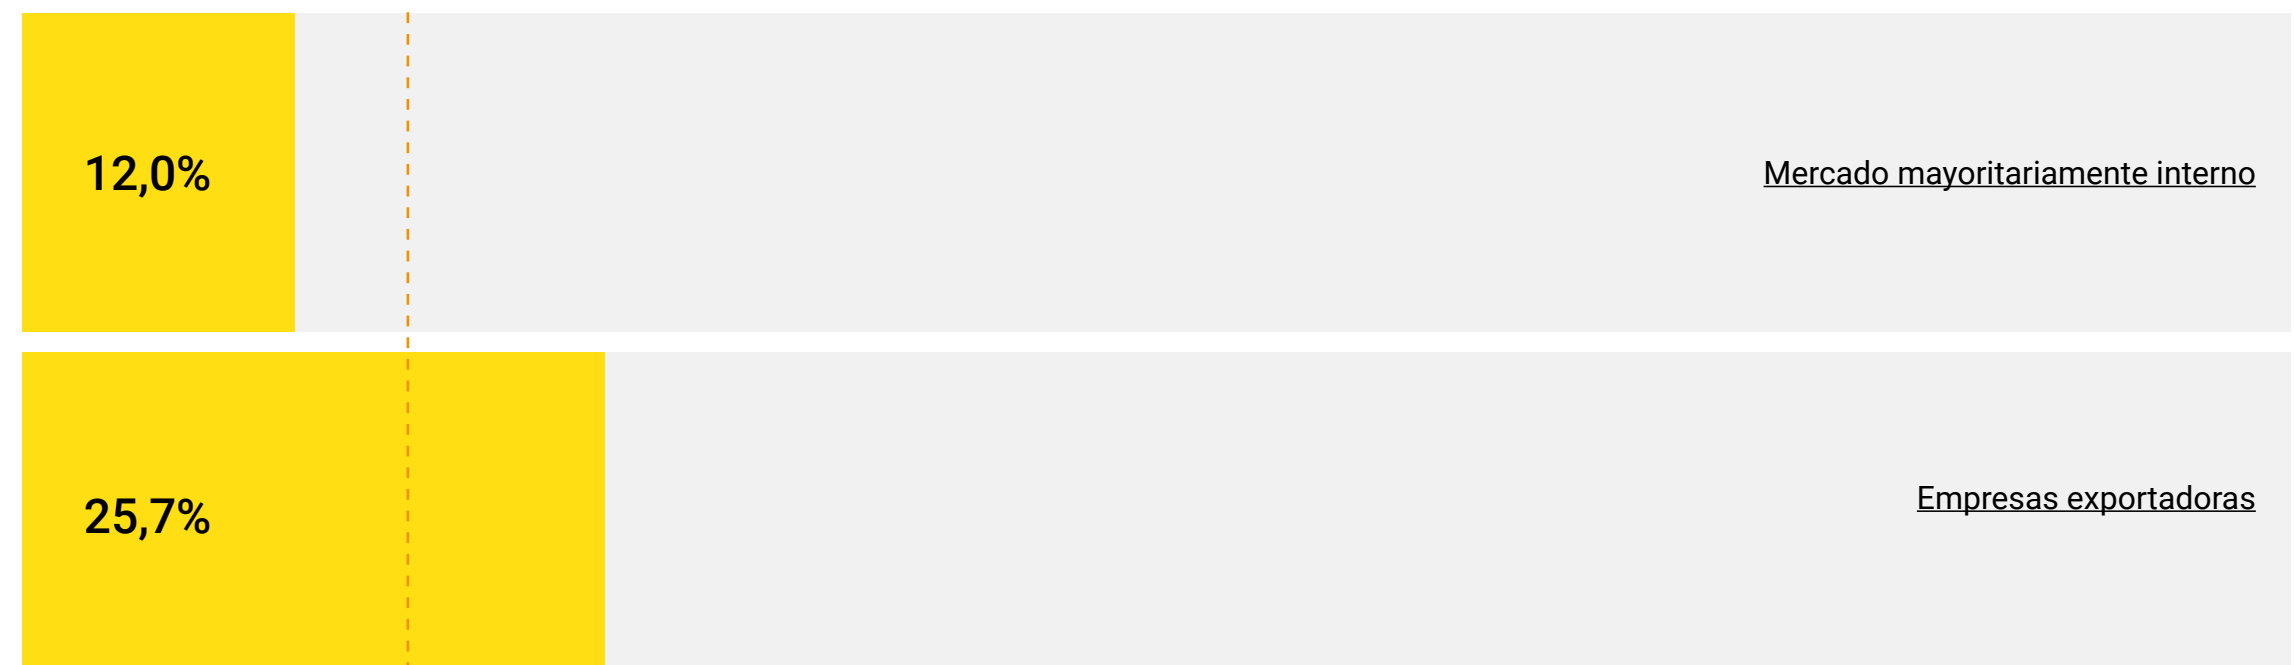 12,0%
Mercado mayoritariamente interno
25,7%
Empresas exportadoras